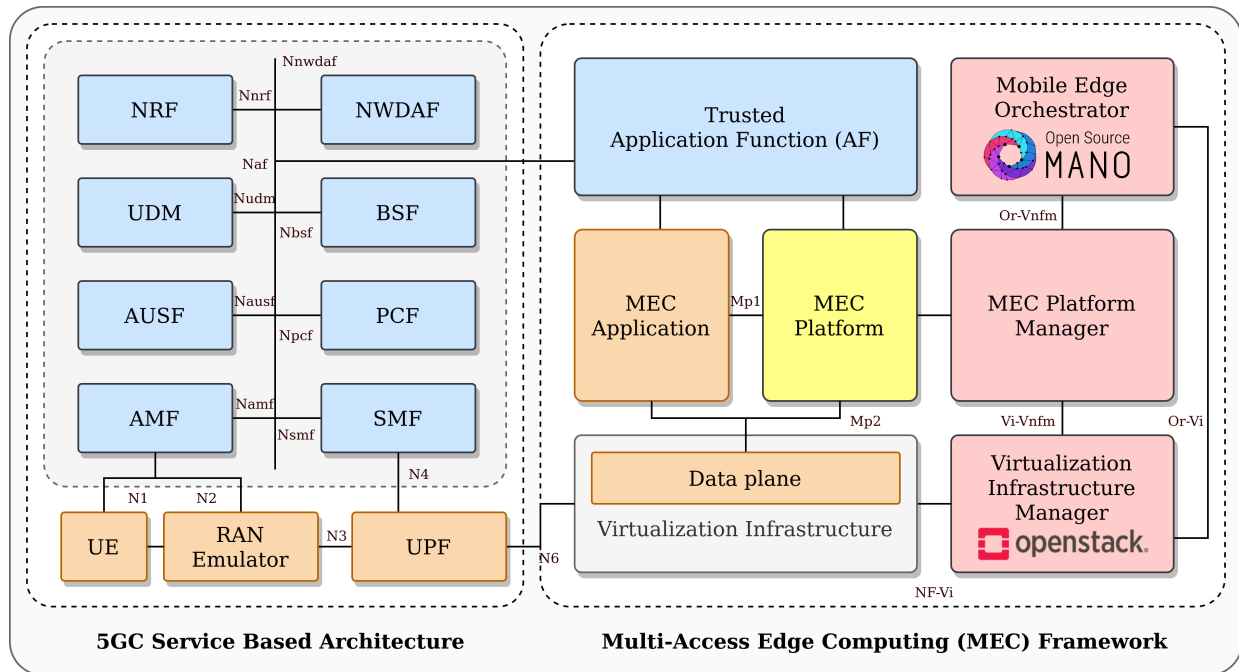 Nnwdaf
NRF
Nnrf
NWDAF
Naf
UDM
Nudm
BSF
Nbsf
AUSF
Nausf
PCF
Npcf
AMF
Namf
SMF
Nsmf
N1
N2
N4
UE
RAN
Emulator
N3
UPF
N6
5GC Service Based Architecture
Trusted
Application Function (AF)
Mobile Edge
Orchestrator
Open Source
MANO
Or-Vnfm
MEC
Application
Mp1
MEC
Platform
MEC Platform
Manager
Mp2
Vi-Vnfm
Or-Vi
Data plane
Virtualization Infrastructure
Virtualization
Infrastructure
Manager
openstack.
NF-Vi
Multi-Access Edge Computing (MEC) Framework